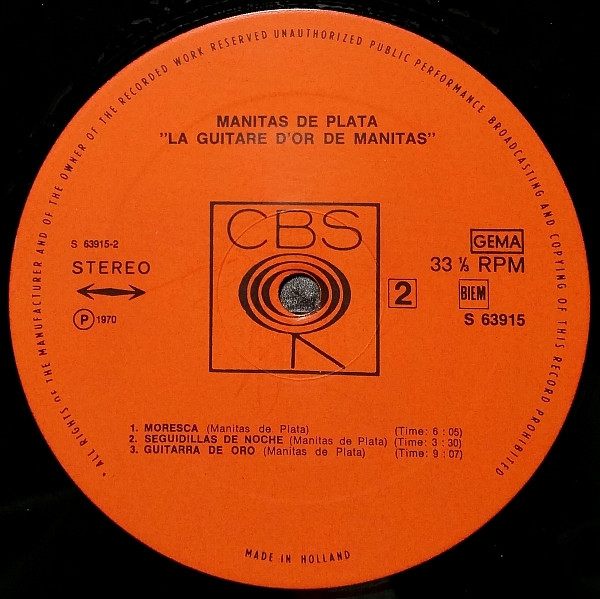 • ALL RIGHTS OF THE MANUFACTURER AND OF THE OWNER OF THE RECORDED WORK RESERVED UNAUTHORIZED PUBLIC PERFORMANCE BROADCASTING AND COPYING OF THIS RECORD PROHIBITED
MANITAS DE PLATA
"LA GUITARE D'OR DE MANITAS"
CBS
S 63915-2
STEREO
Ⓟ 1970
GEMA
33 ⅓ RPM
2
BIEM
S 63915
1. MORESCA (Manitas de Plata) (Time: 6 : 05)
2. SEGUIDILLAS DE NOCHE (Manitas de Plata) (Time: 3 : 30)
3. GUITARRA DE ORO (Manitas de Plata) (Time: 9 : 07)
MADE IN HOLLAND